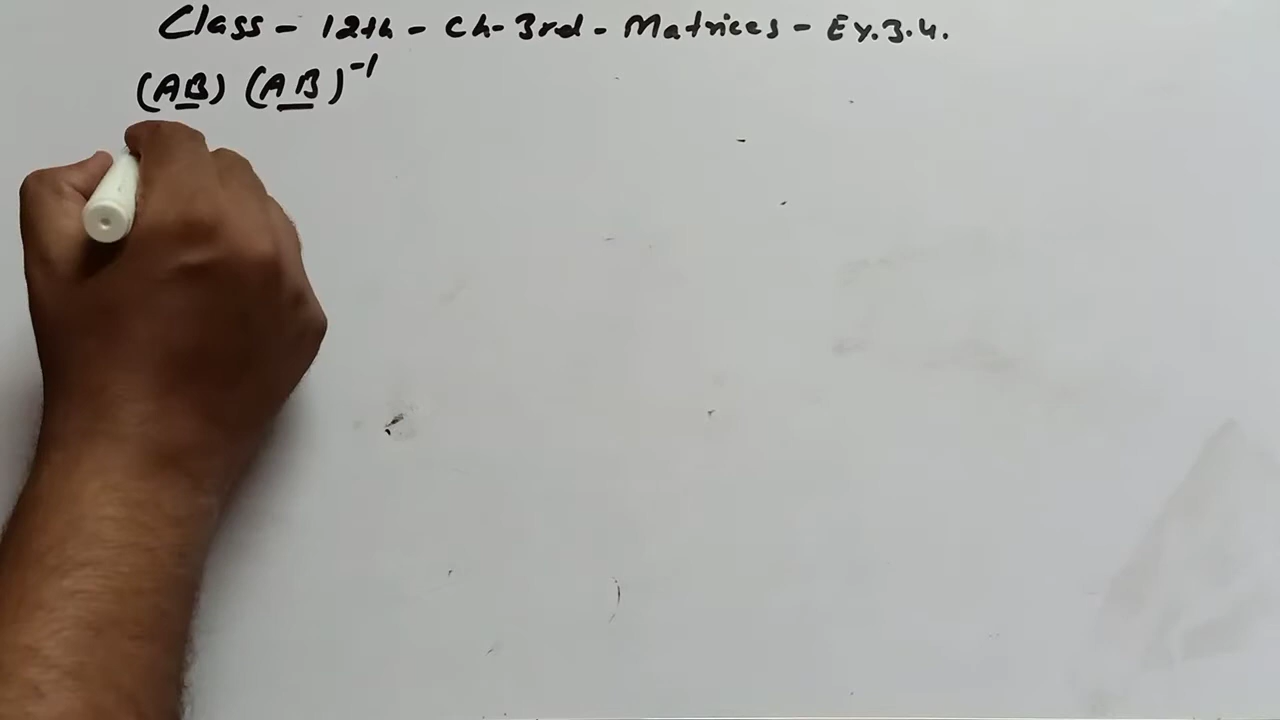 Class - 12th - Ch-3rd - Matrices - Ex.3.4.
(AB) (AB)⁻¹